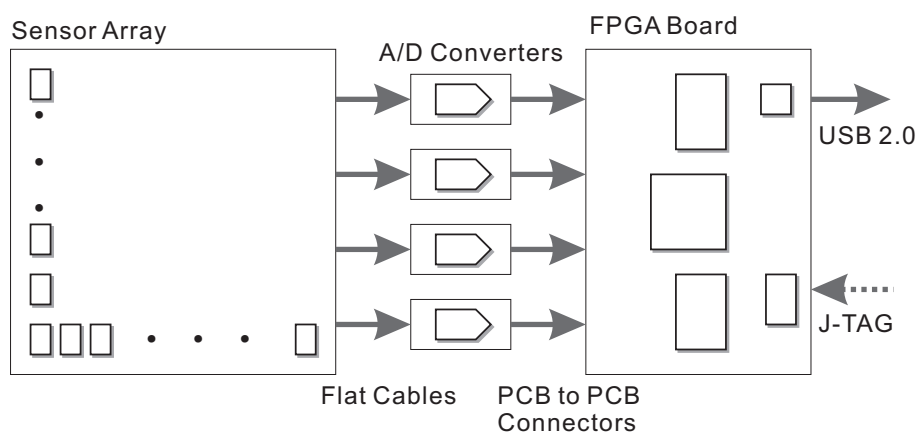 Sensor Array
A/D Converters
FPGA Board
USB 2.0
J-TAG
Flat Cables
PCB to PCB
Connectors